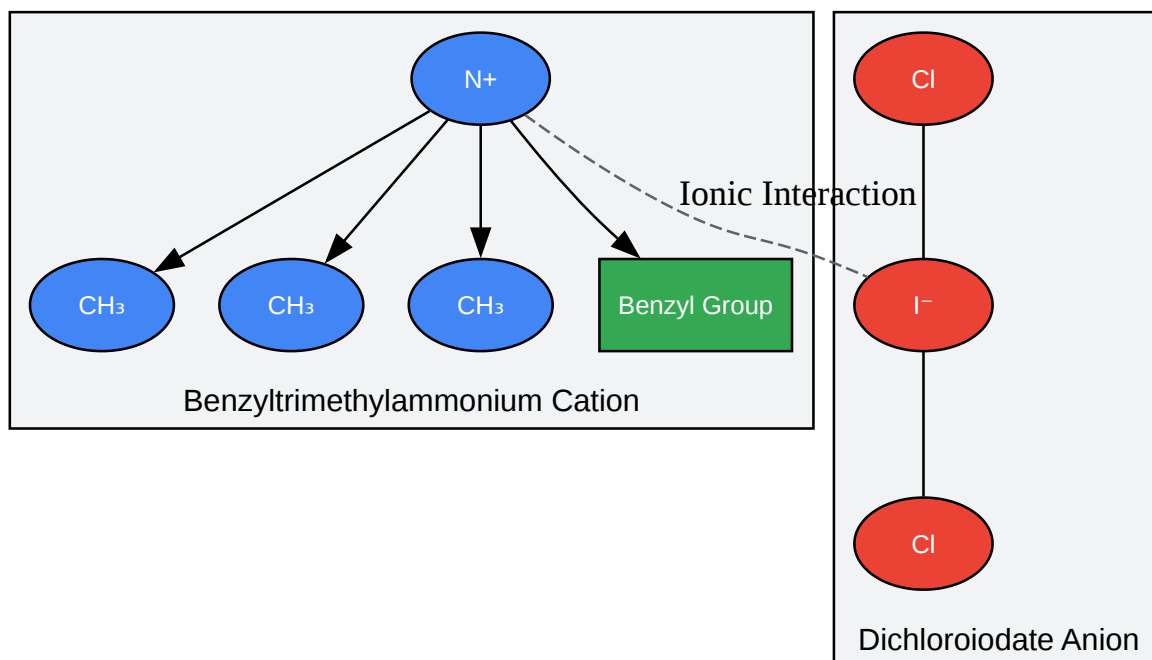 N+
Cl
Ionic Interaction
CH₃
CH₃
CH₃
Benzyl Group
I⁻
Benzyltrimethylammonium Cation
Cl
Dichloroiodate Anion